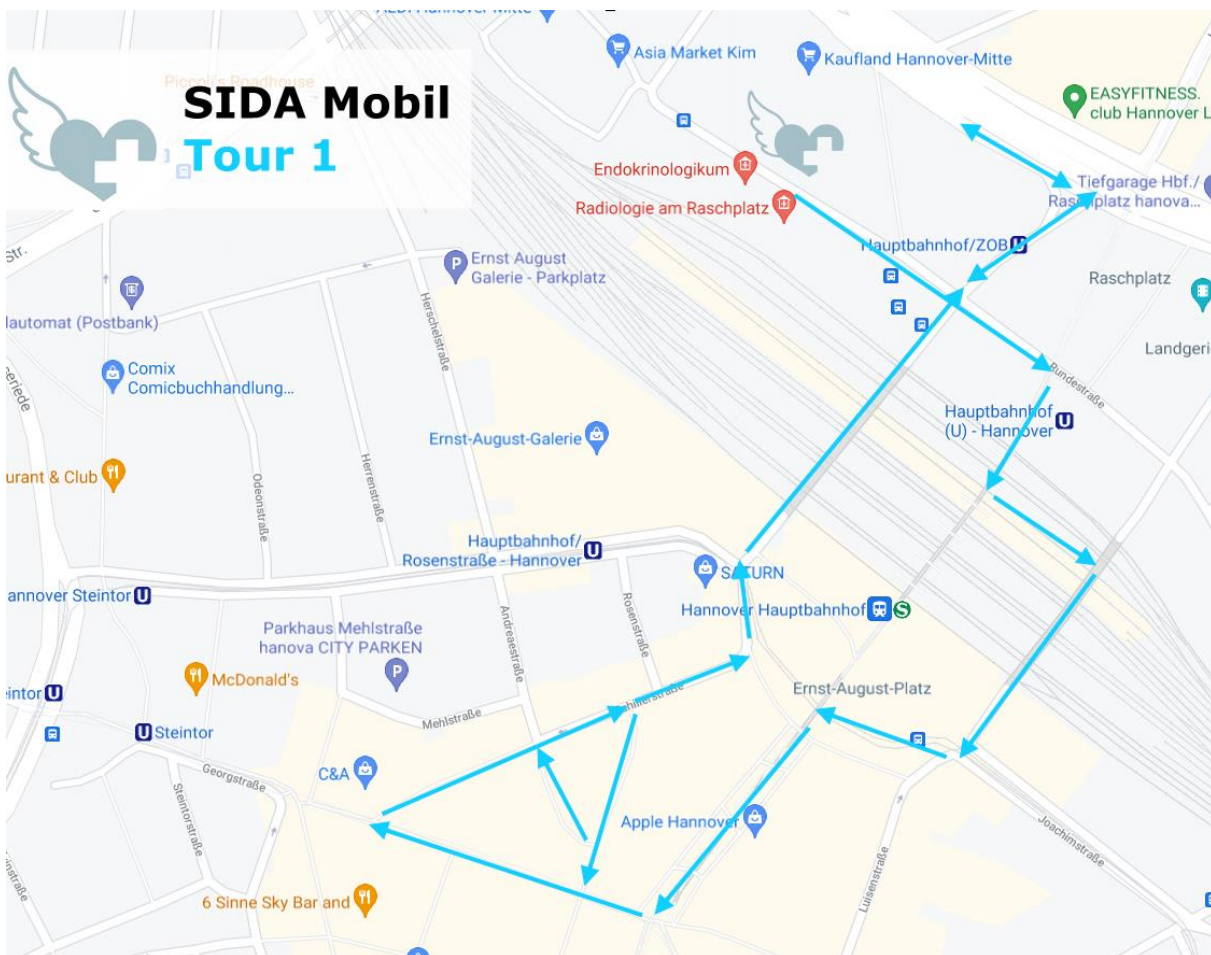 SIDA Mobil
Tour 1
Asia Market Kim
Kaufland Hannover-Mitte
EASYFITNESS.
club Hannover L
Endokrinologikum
Radiologie am Raschplatz
Tiefgarage Hbf./
Raschplatz hanova...
Str.
Ernst August
Galerie - Parkplatz
Hauptbahnhof/ZOB
Raschplatz
lautomat (Postbank)
Herschelstraße
Landgeri
Comix
Comicbuchhandlung...
Bundestraße
Hauptbahnhof
(U) - Hannover
Ernst-August-Galerie
urant & Club
Odeonstraße
Herrenstraße
Hauptbahnhof/
Rosenstraße - Hannover
SATURN
annover Steintor
Hannover Hauptbahnhof
Parkhaus Mehlstraße
hanova CITY PARKEN
Andreaestraße
Rosenstraße
McDonald's
Ernst-August-Platz
eintor
Mehlstraße
Steintor
Georgstraße
C&A
Steintorstraße
Apple Hannover
Joachimstraße
Luisenstraße
6 Sinne Sky Bar and